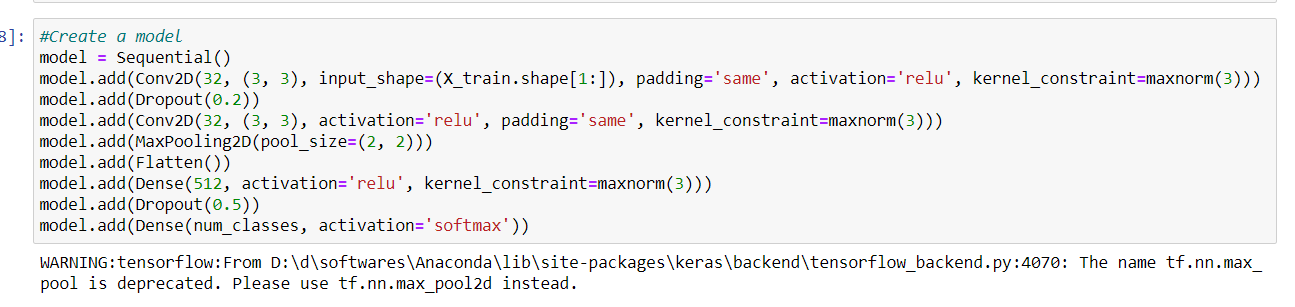 8]:
#Create a model
model = Sequential()
model.add(Conv2D(32, (3, 3), input_shape=(X_train.shape[1:]), padding='same', activation='relu', kernel_constraint=maxnorm(3)))
model.add(Dropout(0.2))
model.add(Conv2D(32, (3, 3), activation='relu', padding='same', kernel_constraint=maxnorm(3)))
model.add(MaxPooling2D(pool_size=(2, 2)))
model.add(Flatten())
model.add(Dense(512, activation='relu', kernel_constraint=maxnorm(3)))
model.add(Dropout(0.5))
model.add(Dense(num_classes, activation='softmax'))
WARNING:tensorflow:From D:\d\softwares\Anaconda\lib\site-packages\keras\backend\tensorflow_backend.py:4070: The name tf.nn.max_
pool is deprecated. Please use tf.nn.max_pool2d instead.